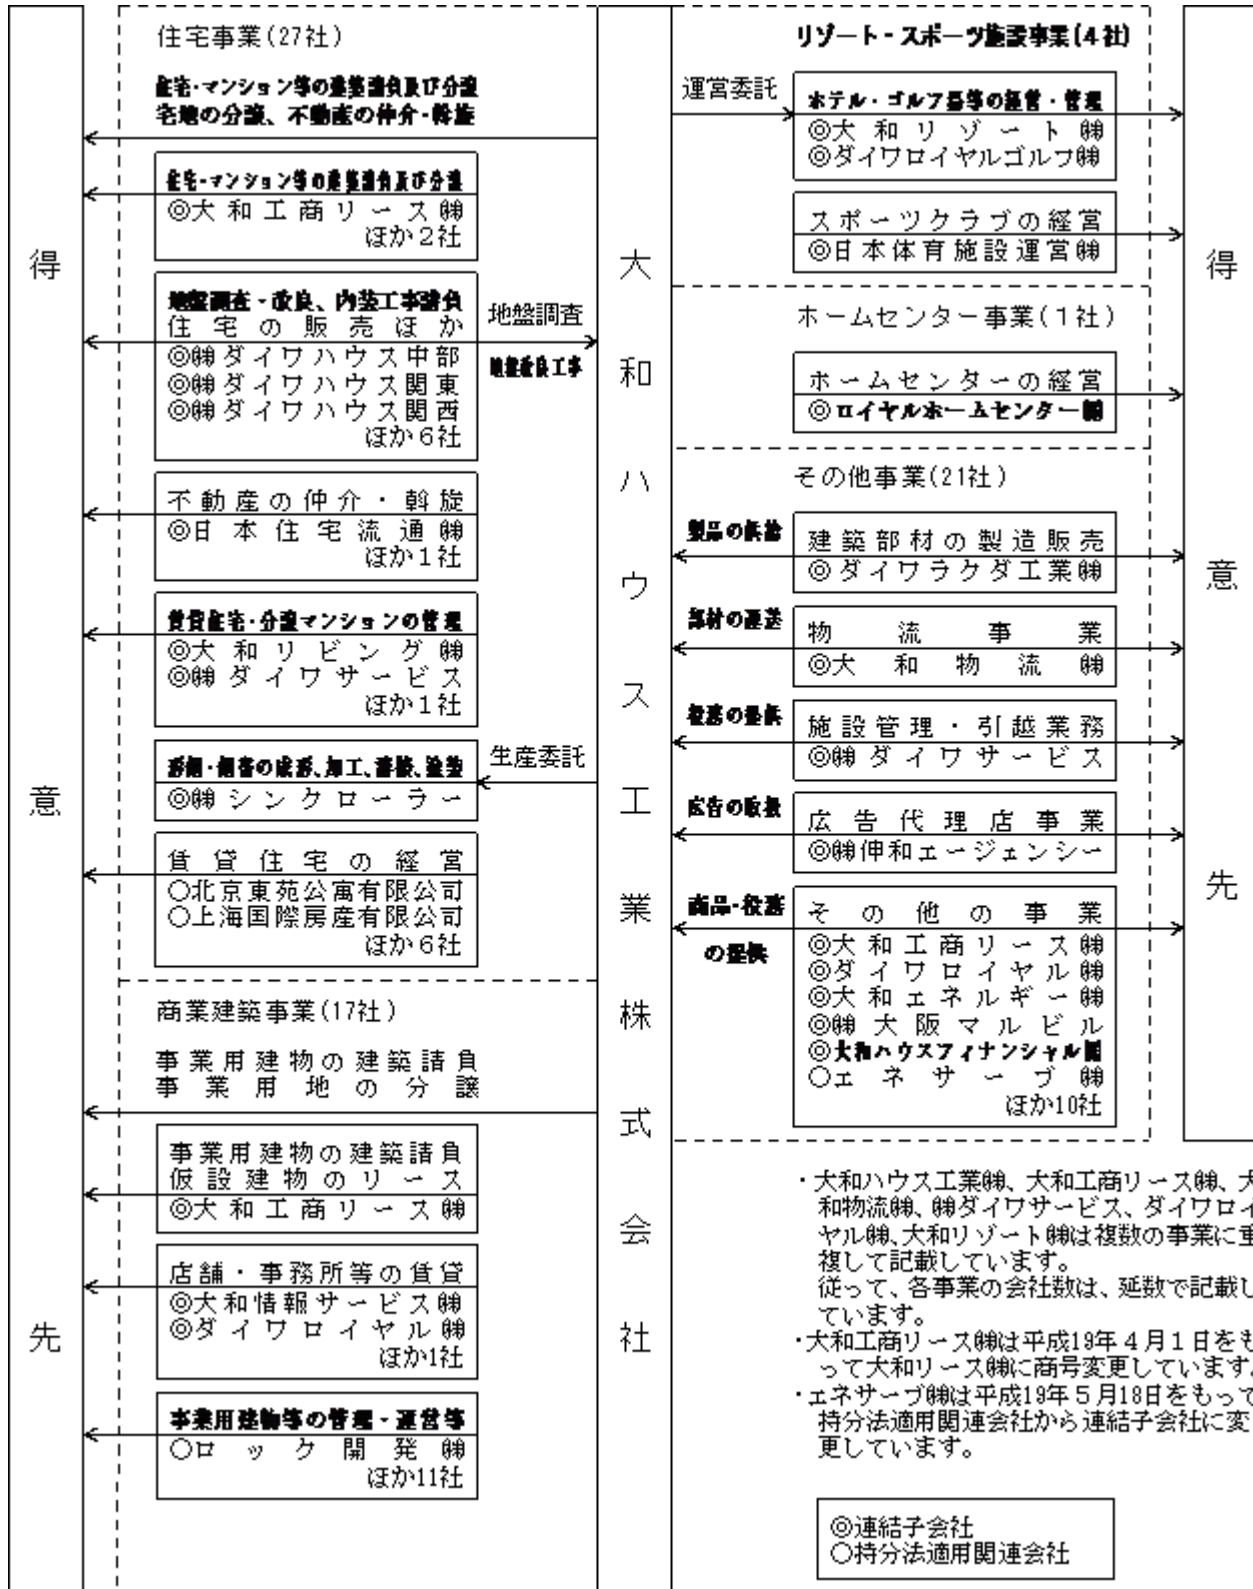 得意先
住宅事業(27社)
住宅・マンション等の建築請負及び分譲
宅地の分譲、不動産の仲介・斡旋
住宅・マンション等の建築請負及び分譲
◎大和工商リース㈱
ほか2社
地盤調査・改良、内装工事請負
住宅の販売ほか
◎㈱ダイワハウス中部
◎㈱ダイワハウス関東
◎㈱ダイワハウス関西
ほか6社
地盤調査
地盤改良工事
不動産の仲介・斡旋
◎日本住宅流通㈱
ほか1社
賃貸住宅・分譲マンションの管理
◎大和リビング㈱
◎㈱ダイワサービス
ほか1社
生産委託
形鋼・鋼管の成形、加工、溶接、塗装
◎㈱シンクローラー
賃貸住宅の経営
○北京東苑公寓有限公司
○上海国際房産有限公司
ほか6社
商業建築事業(17社)
事業用建物の建築請負
事業用地の分譲
事業用建物の建築請負
仮設建物のリース
◎大和工商リース㈱
店舗・事務所等の賃貸
◎大和情報サービス㈱
◎ダイワロイヤル㈱
ほか1社
事業用建物等の管理・運営等
○ロック開発㈱
ほか11社
大和ハウス工業株式会社
リゾート・スポーツ施設事業(4社)
運営委託
ホテル・ゴルフ場等の経営・管理
◎大和リゾート㈱
◎ダイワロイヤルゴルフ㈱
スポーツクラブの経営
◎日本体育施設運営㈱
ホームセンター事業(1社)
ホームセンターの経営
◎ロイヤルホームセンター㈱
その他事業(21社)
製品の供給
建築部材の製造販売
◎ダイワラクダ工業㈱
部材の運送
物流事業
◎大和物流㈱
役務の提供
施設管理・引越業務
◎㈱ダイワサービス
広告の取扱
広告代理店事業
◎㈱伸和エージェンシー
商品・役務
の提供
その他の事業
◎大和工商リース㈱
◎ダイワロイヤル㈱
◎大和エネルギー㈱
◎㈱大阪マルビル
◎大和ハウスフィナンシャル㈱
○エネサーブ㈱
ほか10社
得意先
・大和ハウス工業㈱、大和工商リース㈱、大
和物流㈱、㈱ダイワサービス、ダイワロイ
ヤル㈱、大和リゾート㈱は複数の事業に重
複して記載しています。
従って、各事業の会社数は、延数で記載し
ています。
・大和工商リース㈱は平成19年4月1日をも
って大和リース㈱に商号変更しています。
・エネサーブ㈱は平成19年5月18日をもって
持分法適用関連会社から連結子会社に変
更しています。
◎連結子会社
○持分法適用関連会社